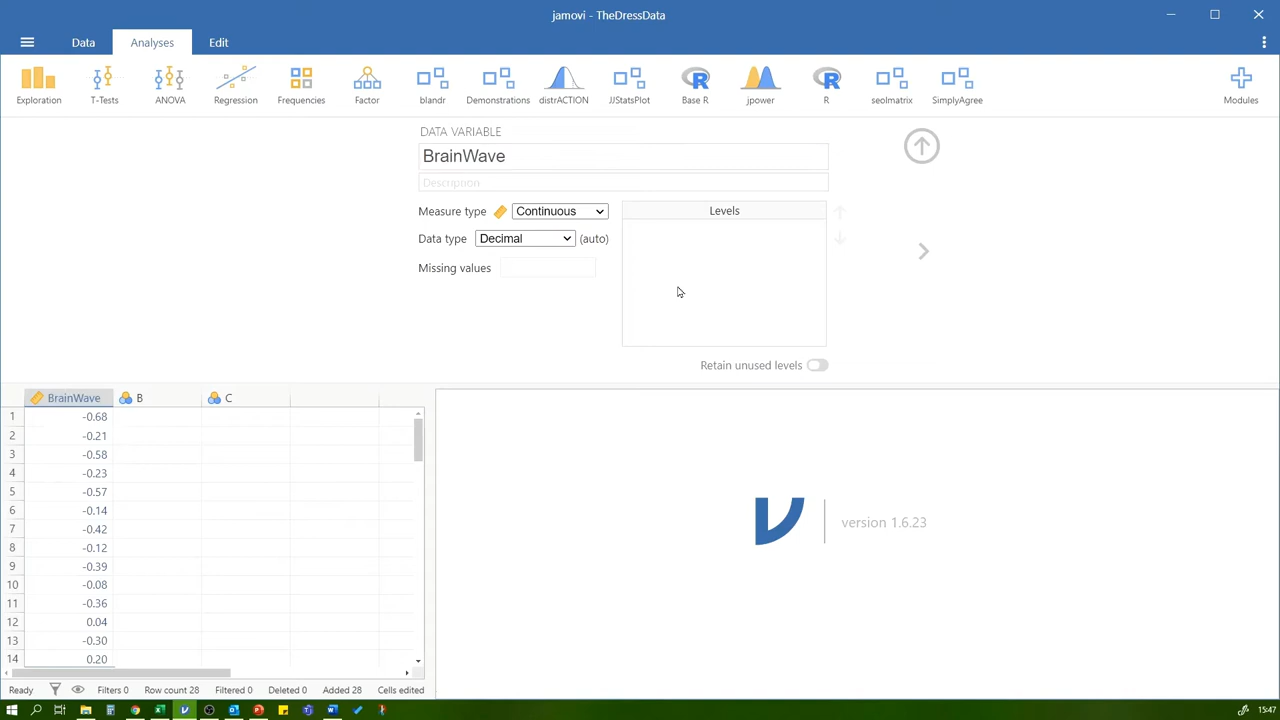 jamovi - TheDressData
Data Analyses Edit
Exploration T-Tests ANOVA Regression Frequencies Factor blandr Demonstrations distrACTION JJStatsPlot Base R jpower R seolmatrix SimplyAgree Modules
DATA VARIABLE
BrainWave
Description
Measure type Continuous Levels
Data type Decimal (auto)
Missing values
Retain unused levels
BrainWave B C
1 -0.68
2 -0.21
3 -0.58
4 -0.23
5 -0.57
6 -0.14
7 -0.42
8 -0.12
9 -0.39
10 -0.08
11 -0.36
12 0.04
13 -0.30
14 0.20
version 1.6.23
Ready Filters 0 Row count 28 Filtered 0 Deleted 0 Added 28 Cells edited
15:47